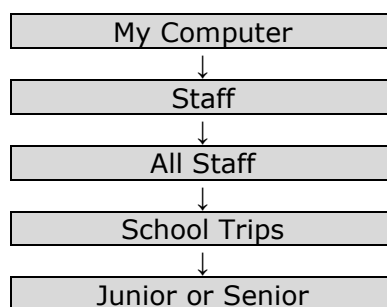 My Computer
↓
Staff
↓
All Staff
↓
School Trips
↓
Junior or Senior